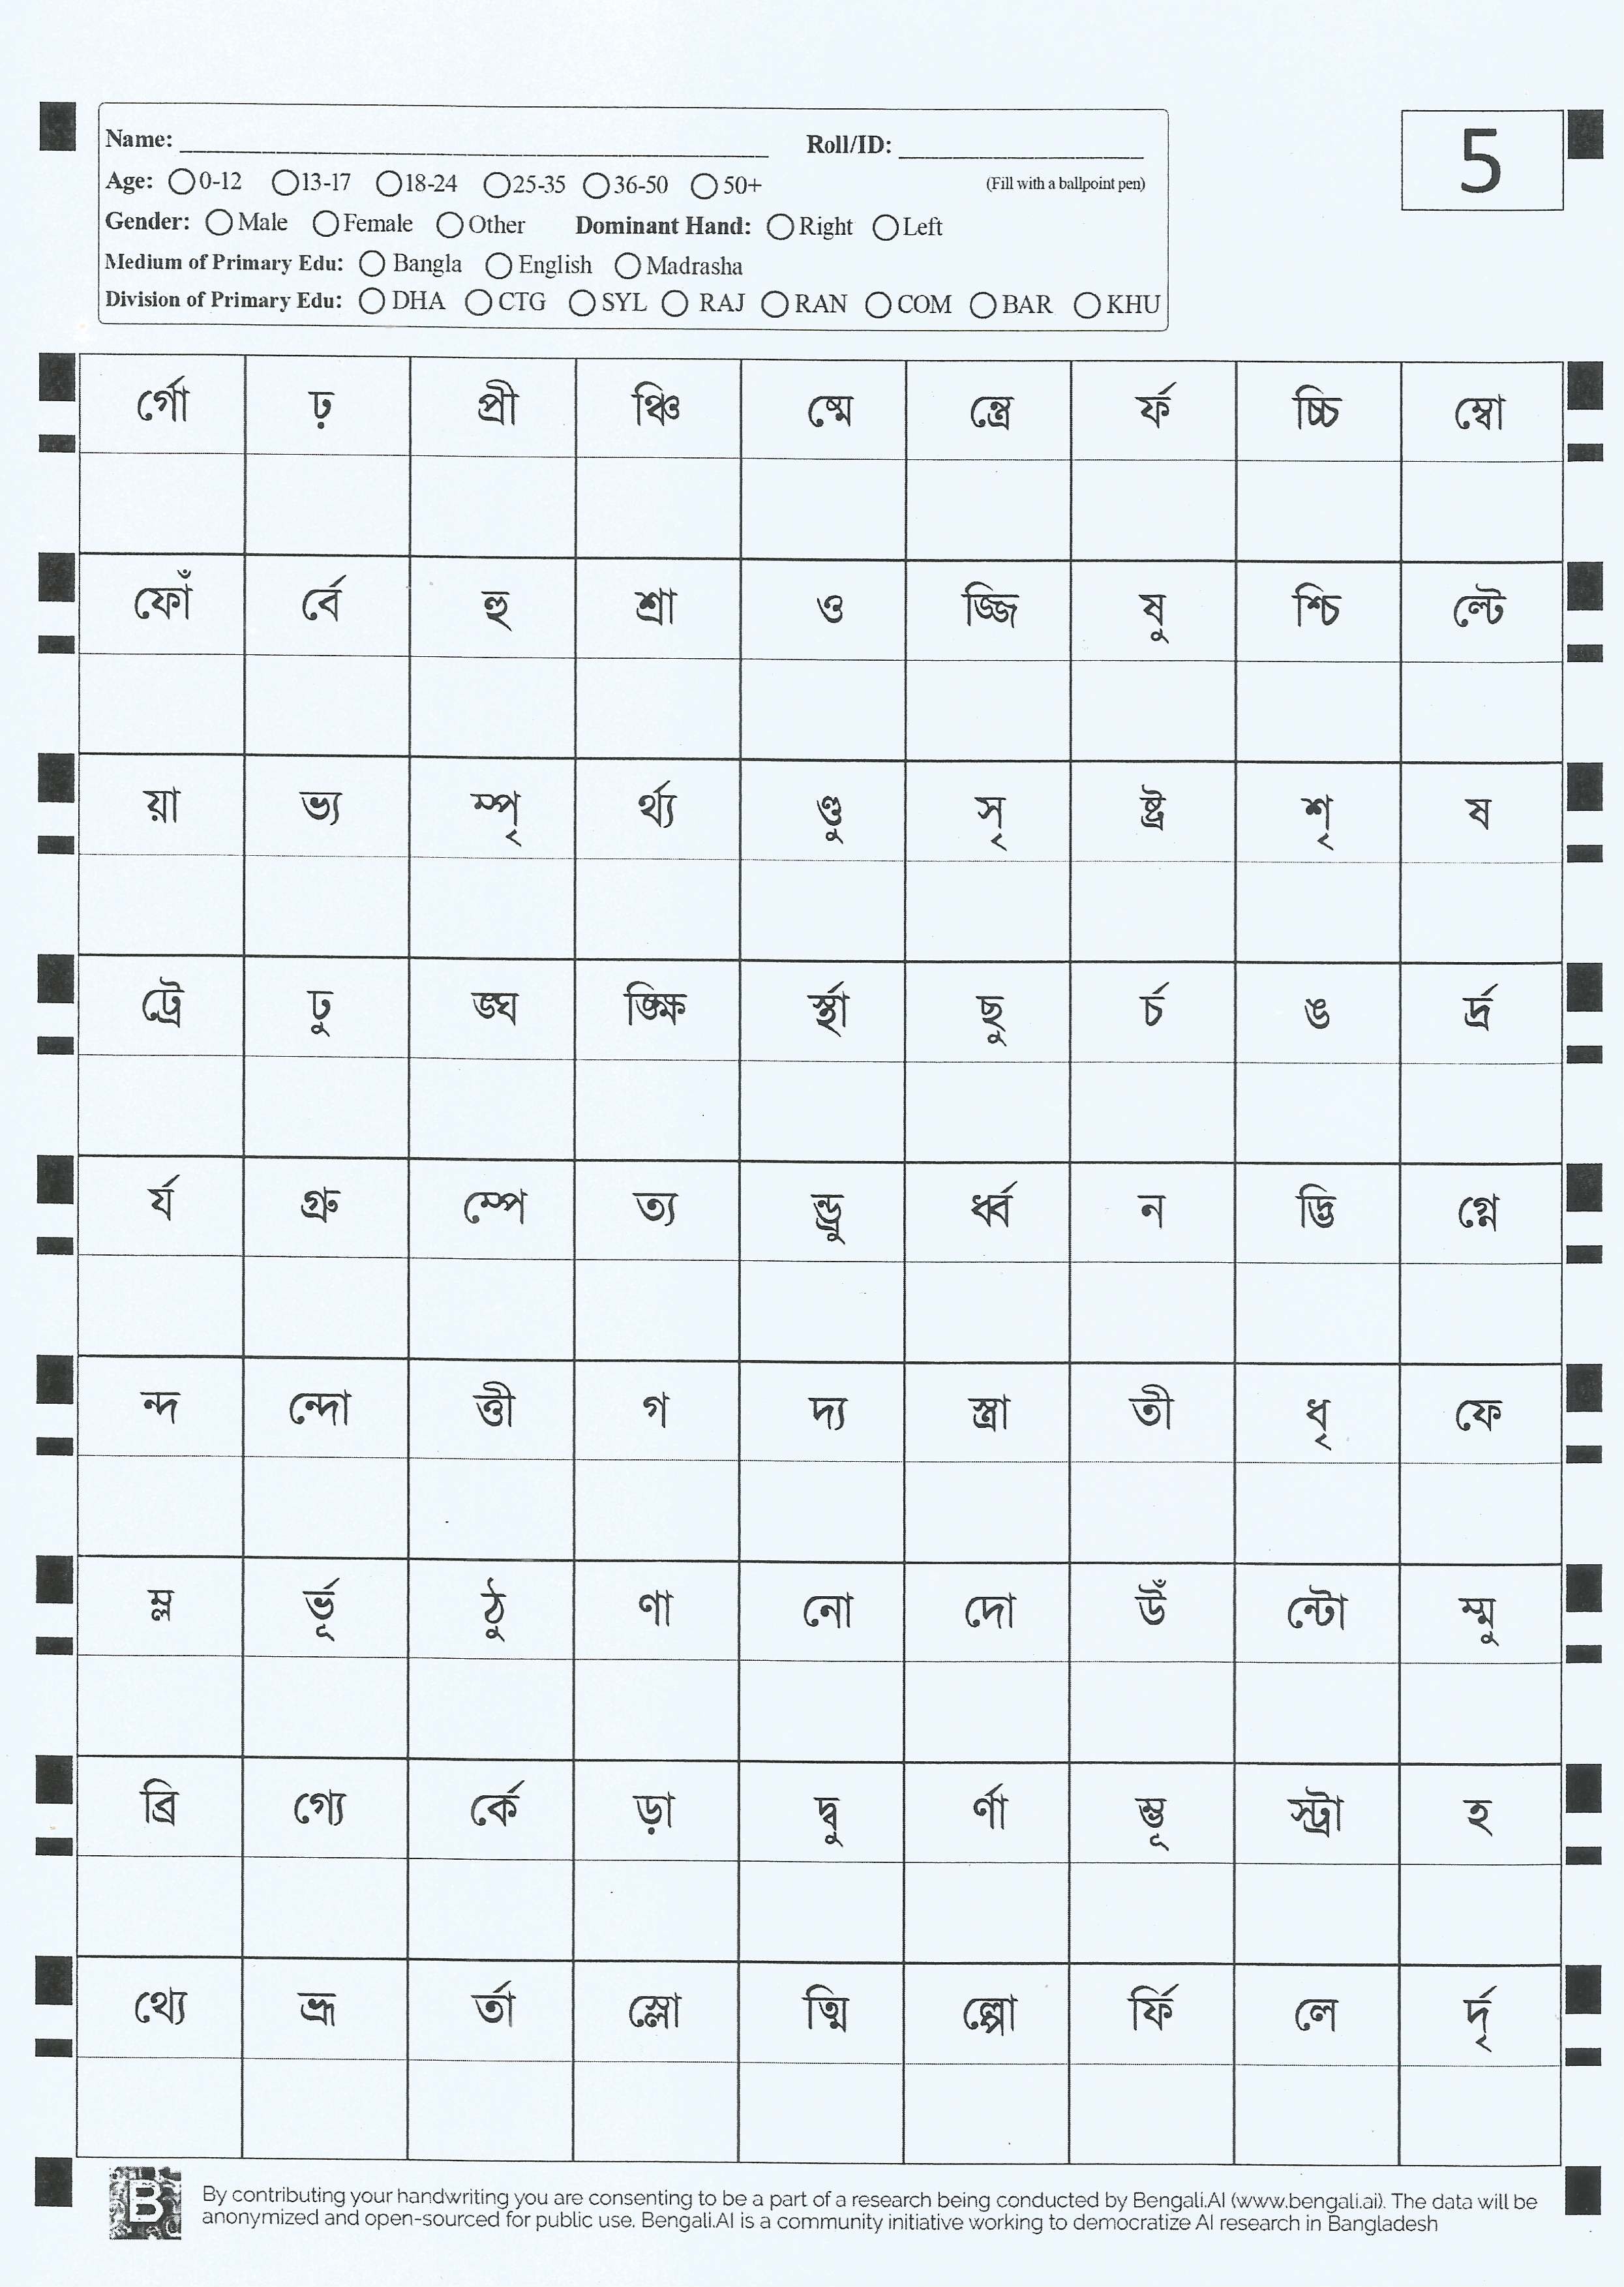 Name: Roll/ID:
5
Age: 0-12 13-17 18-24 25-35 36-50 50+ (Fill with a ballpoint pen)
Gender: Male Female Other Dominant Hand: Right Left
Medium of Primary Edu: Bangla English Madrasha
Division of Primary Edu: DHA CTG SYL RAJ RAN COM BAR KHU
র্গো ঢ় প্রী ঞ্চি ষ্মে ন্ত্রে র্ফ চ্চি ম্বো
ফোঁ র্বে হু শ্রা ও জ্জি ষু শ্চি ল্টে
য়া ভ্য ম্পৃ র্থ্য ণ্ডু সৃ ষ্ট্র শৃ ষ
ট্রে ঢু জ্ঘ ঙ্ক্ষি র্স্থা ছু র্চ ঙ র্দ্র
র্য গ্রু ম্পে ত্য ন্ড্রু র্ধ্ব ন দ্ভি গ্নে
ন্দ ন্দো ত্তী গ দ্য স্ত্রা তী ধৃ ফে
ম্ল র্ভূ ঠু ণা নো দো উঁ ন্টো ম্মু
ব্রি গ্যে র্কে ড়া দ্বু র্ণা ম্ভূ স্ট্রা হ
থ্যে ভ্রূ র্তা স্লো ত্মি ল্পো র্ফি লে র্দৃ
B
By contributing your handwriting you are consenting to be a part of a research being conducted by Bengali.AI (www.bengali.ai). The data will be
anonymized and open-sourced for public use. Bengali.AI is a community initiative working to democratize AI research in Bangladesh